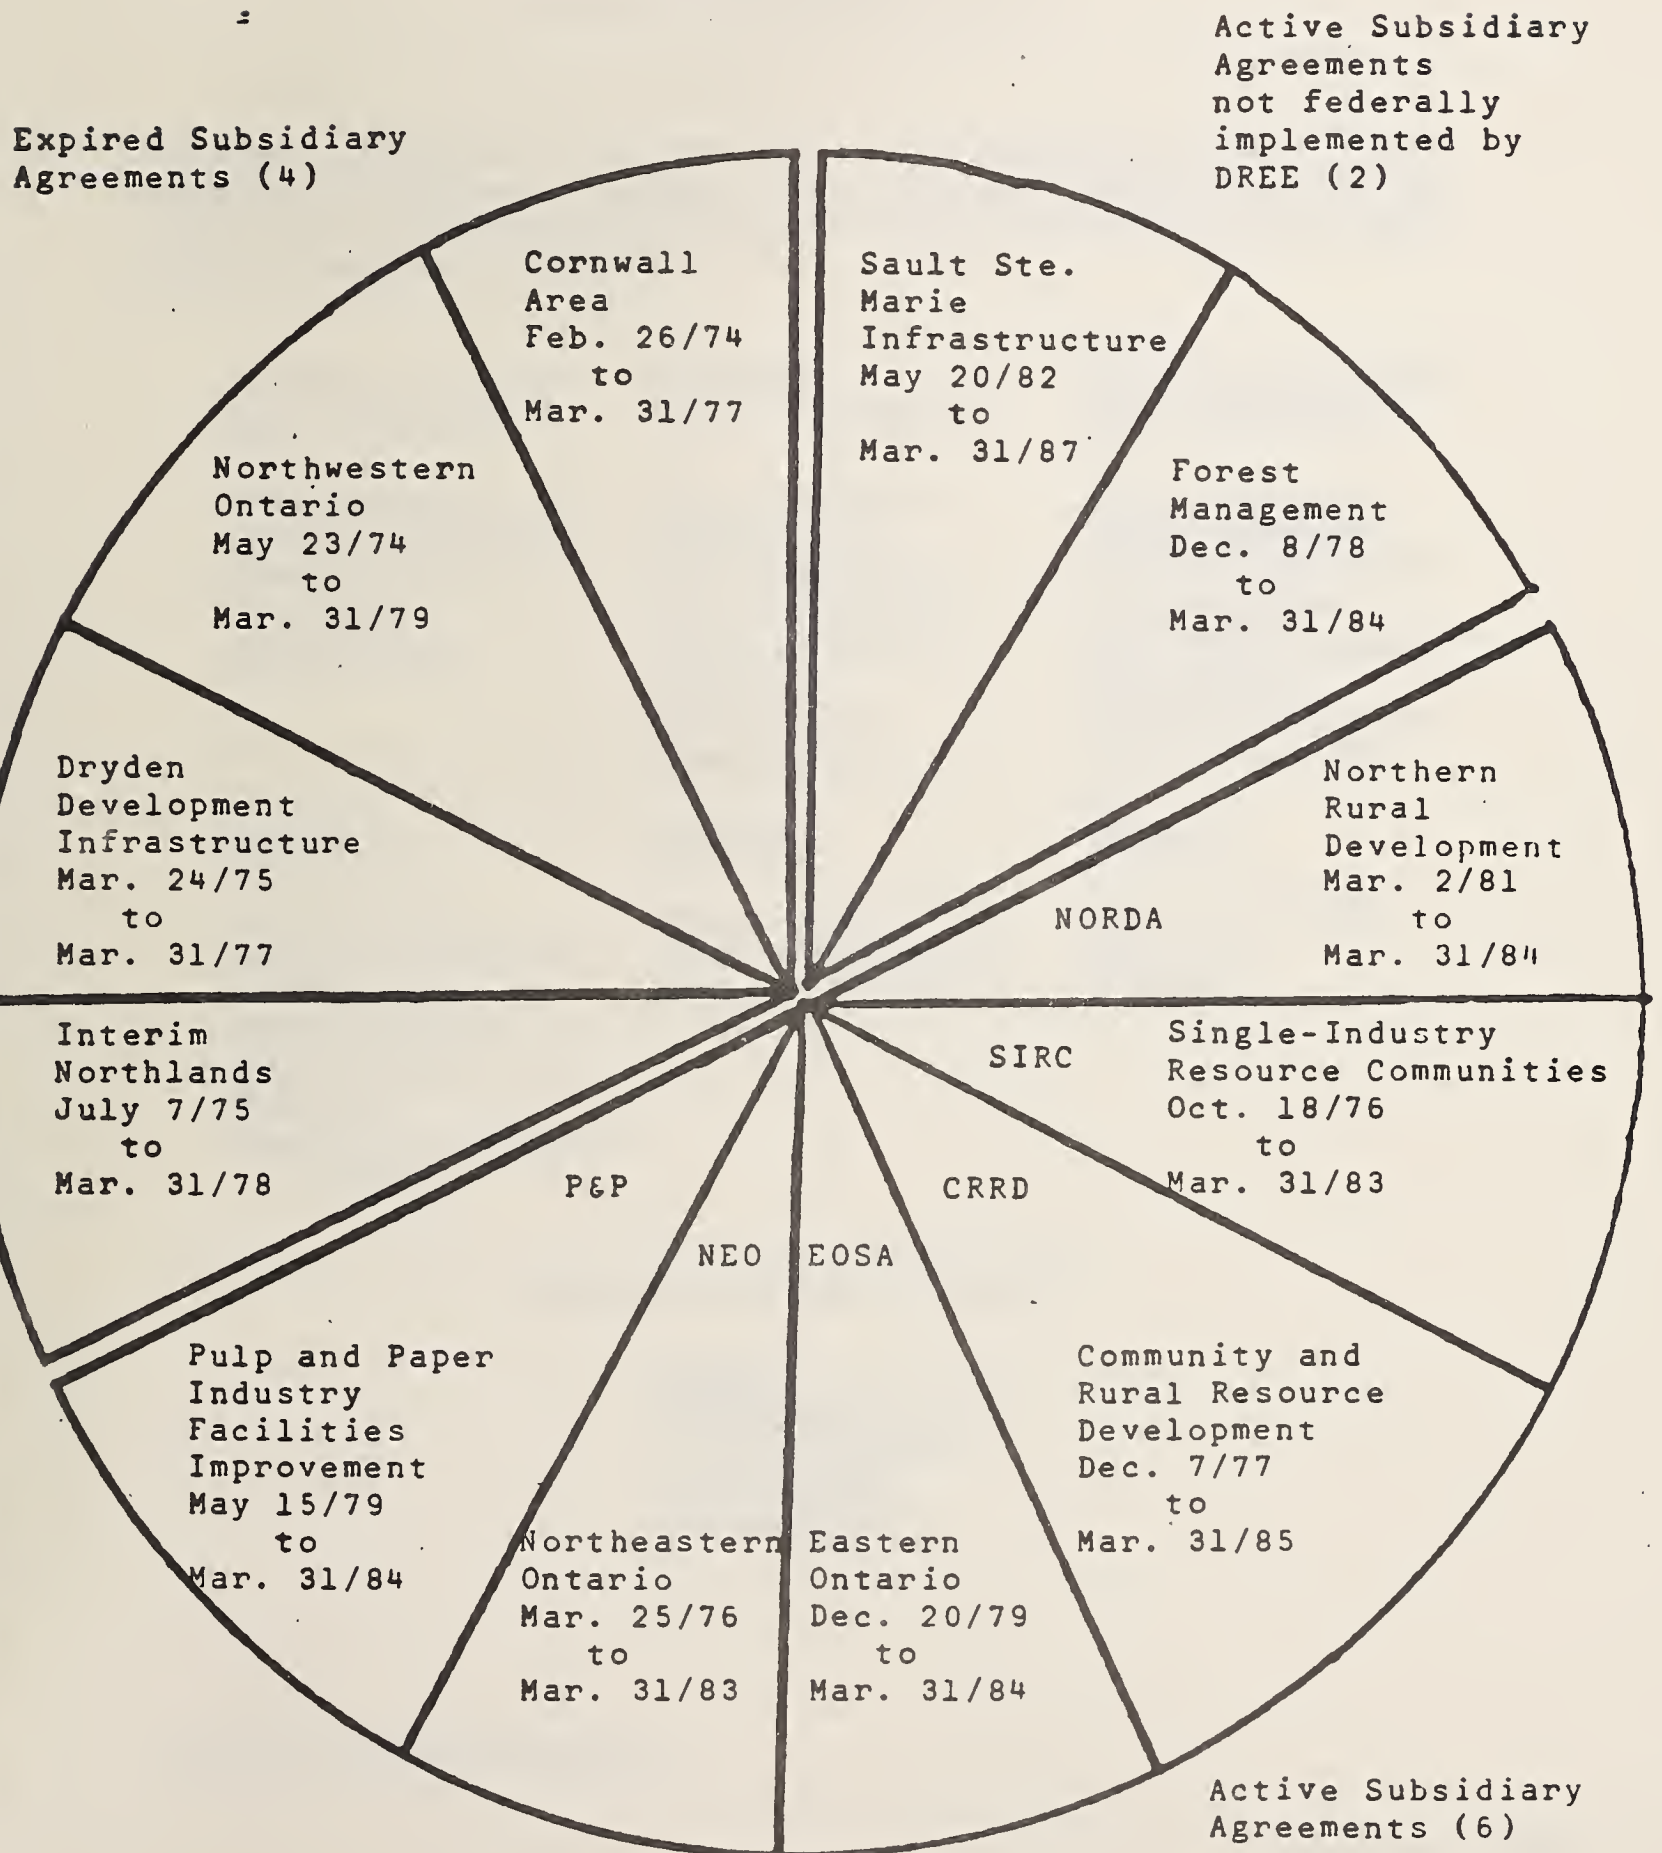 Expired Subsidiary
Agreements (4)
Active Subsidiary
Agreements
not federally
implemented by
DREE (2)
Cornwall
Area
Feb. 26/74
to
Mar. 31/77
Sault Ste.
Marie
Infrastructure
May 20/82
to
Mar. 31/87
Northwestern
Ontario
May 23/74
to
Mar. 31/79
Forest
Management
Dec. 8/78
to
Mar. 31/84
Dryden
Development
Infrastructure
Mar. 24/75
to
Mar. 31/77
Northern
Rural
Development
Mar. 2/81
to
Mar. 31/84
NORDA
Interim
Northlands
July 7/75
to
Mar. 31/78
SIRC
Single-Industry
Resource Communities
Oct. 18/76
to
Mar. 31/83
P&P
NEO
EOSA
CRRD
Pulp and Paper
Industry
Facilities
Improvement
May 15/79
to
Mar. 31/84
Northeastern
Ontario
Mar. 25/76
to
Mar. 31/83
Eastern
Ontario
Dec. 20/79
to
Mar. 31/84
Community and
Rural Resource
Development
Dec. 7/77
to
Mar. 31/85
Active Subsidiary
Agreements (6)